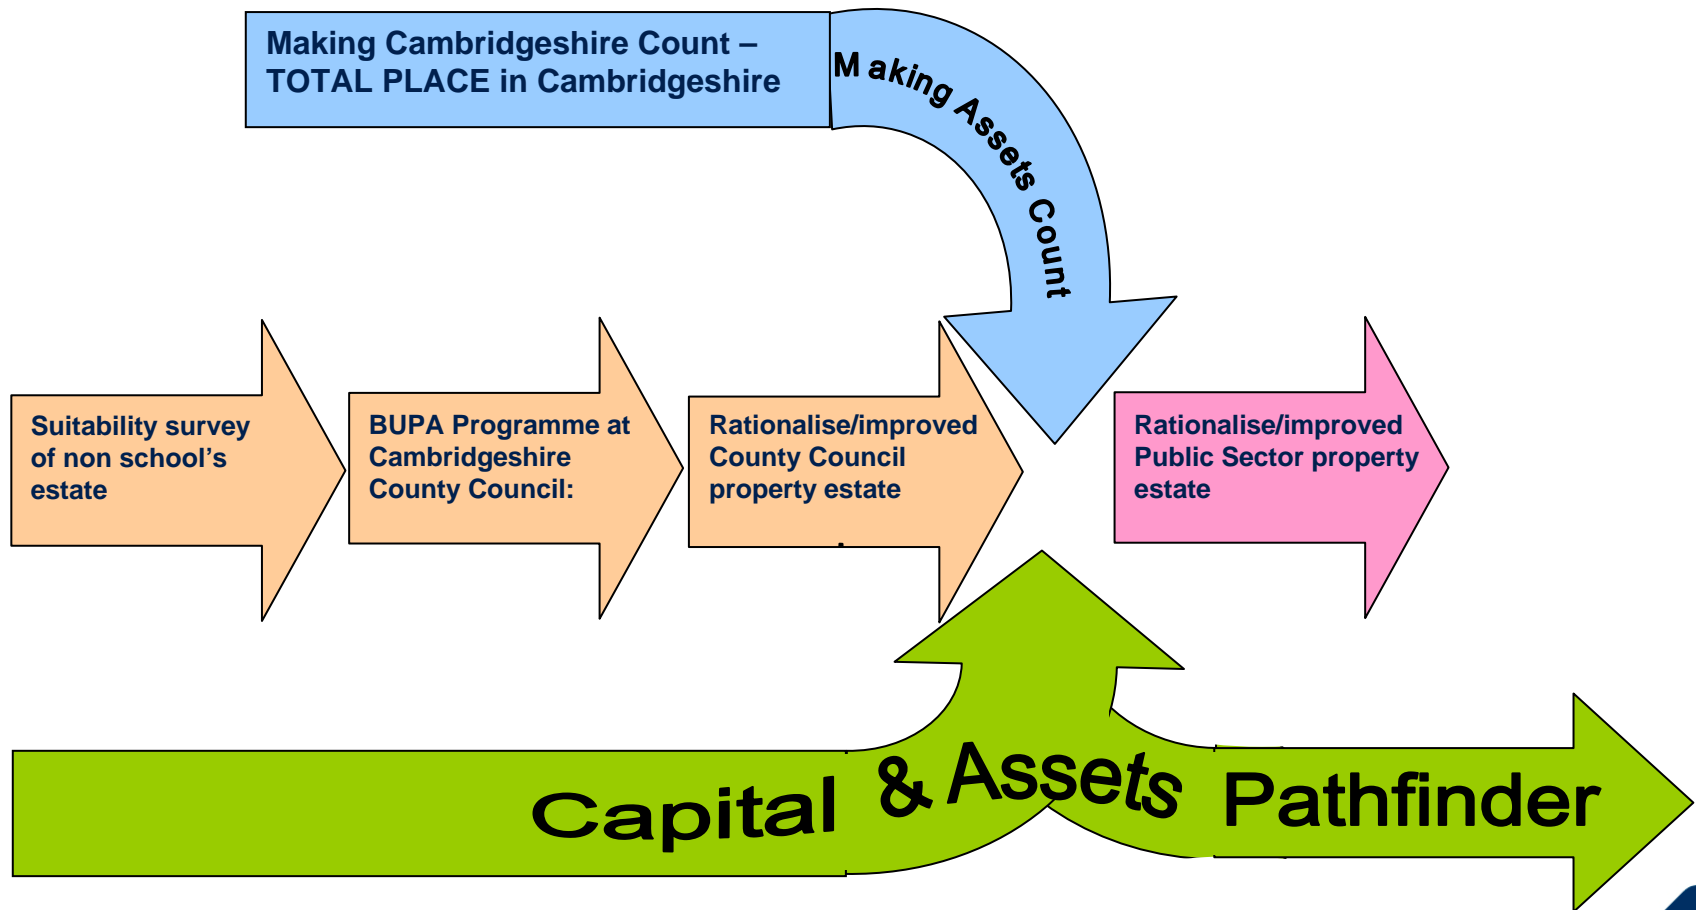 Making Cambridgeshire Count –
TOTAL PLACE in Cambridgeshire
Making Assets Count
Suitability survey
of non school's
estate
BUPA Programme at
Cambridgeshire
County Council:
Rationalise/improved
County Council
property estate
.
Rationalise/improved
Public Sector property
estate
Capital & Assets Pathfinder